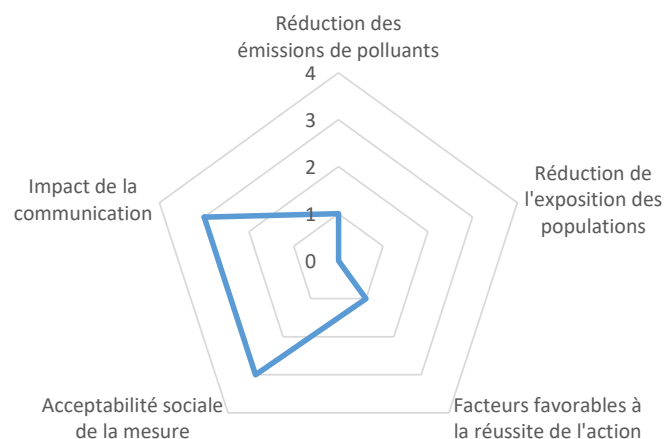 Réduction des
émissions de polluants
4
3
2
1
0
Réduction de
l'exposition des
populations
Facteurs favorables à
la réussite de l'action
Acceptabilité sociale
de la mesure
Impact de la
communication